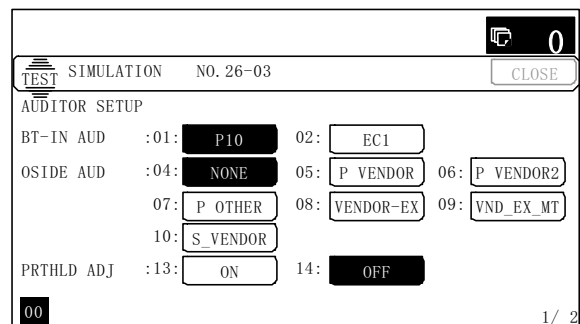 0
TEST SIMULATION NO.26-03 CLOSE
AUDITOR SETUP
BT-IN AUD :01: P10 02: EC1
OSIDE AUD :04: NONE 05: P VENDOR 06: P VENDOR2
07: P OTHER 08: VENDOR-EX 09: VND_EX_MT
10: S_VENDOR
PRTHLD ADJ :13: ON 14: OFF
00 1/ 2